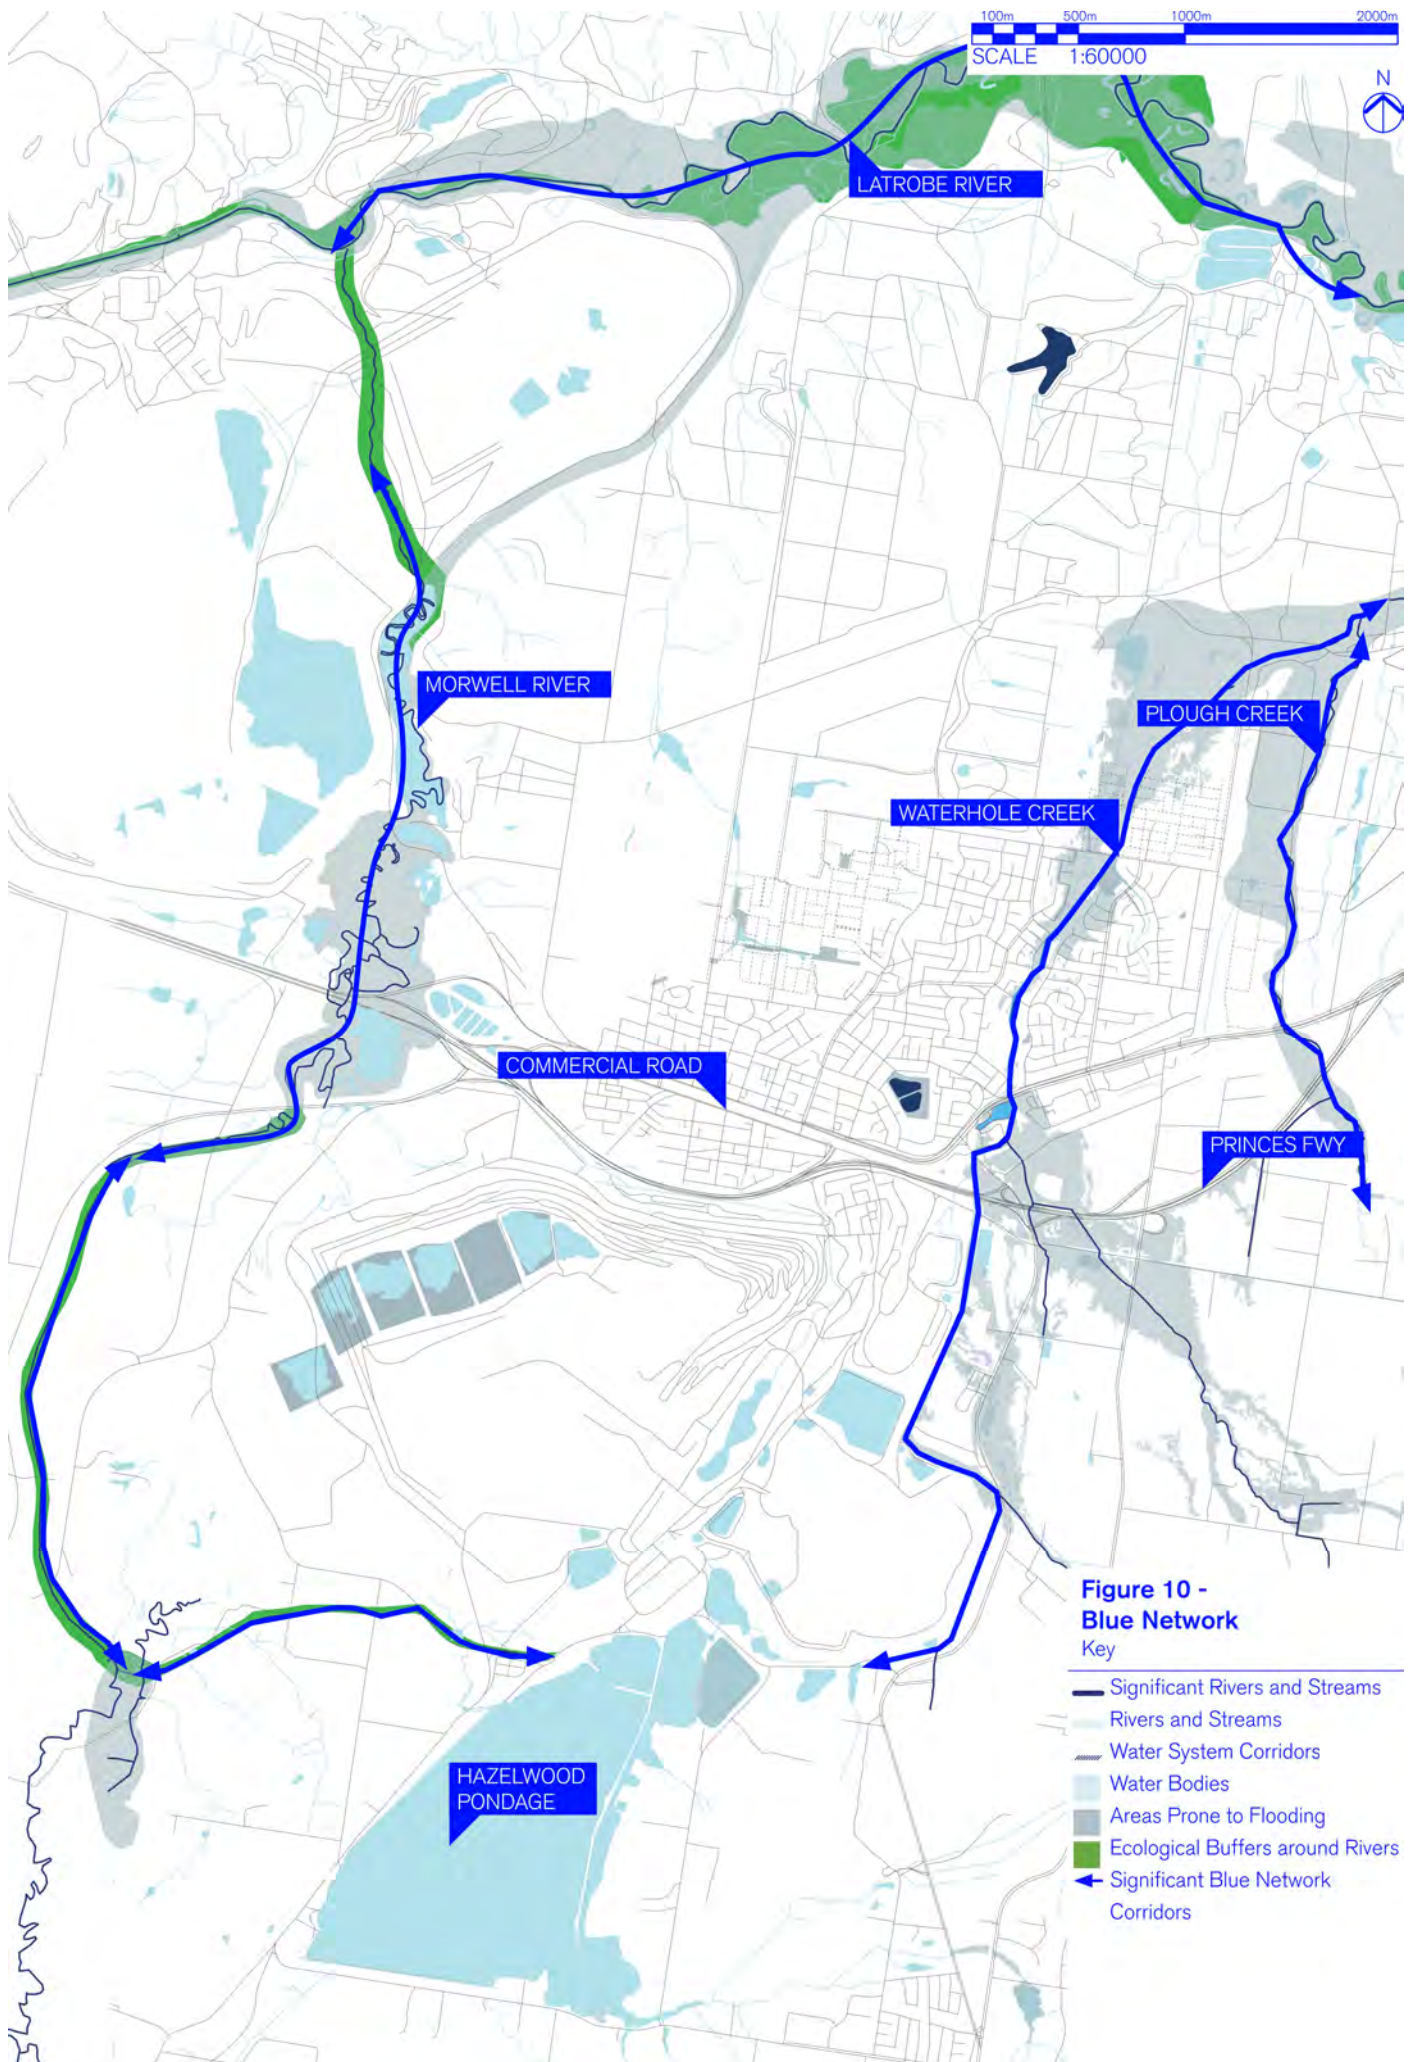 100m 500m 1000m 2000m
SCALE 1:60000
N
LATROBE RIVER
MORWELL RIVER
PLOUGH CREEK
WATERHOLE CREEK
COMMERCIAL ROAD
PRINCES FWY
HAZELWOOD
PONDAGE
Figure 10 -
Blue Network
Key
Significant Rivers and Streams
Rivers and Streams
Water System Corridors
Water Bodies
Areas Prone to Flooding
Ecological Buffers around Rivers
Significant Blue Network
Corridors